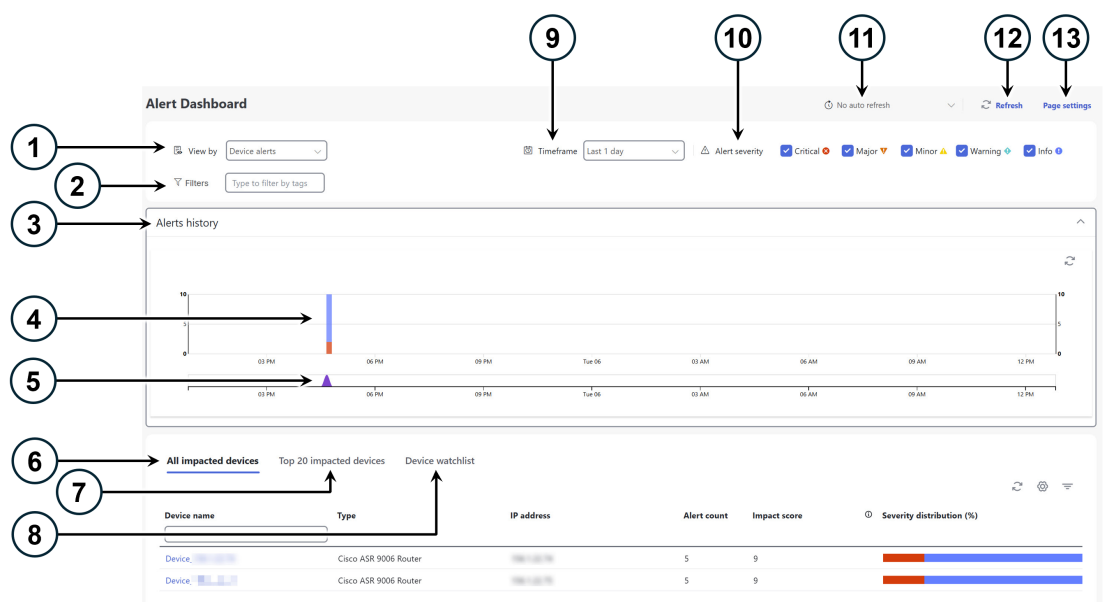 9 10 11 12 13
Alert Dashboard No auto refresh Refresh Page settings
1 View by Device alerts Timeframe Last 1 day Alert severity Critical Major Minor Warning Info
2 Filters Type to filter by tags
3 Alerts history
10 10
4
5 5
0 0
03 PM 06 PM 09 PM Tue 06 03 AM 06 AM 09 AM 12 PM
5
03 PM 06 PM 09 PM Tue 06 03 AM 06 AM 09 AM 12 PM
6 All impacted devices Top 20 impacted devices Device watchlist
7
Device name Type IP address Alert count Impact score Severity distribution (%)
8
Device_ Cisco ASR 9006 Router 5 9
Device_ Cisco ASR 9006 Router 5 9